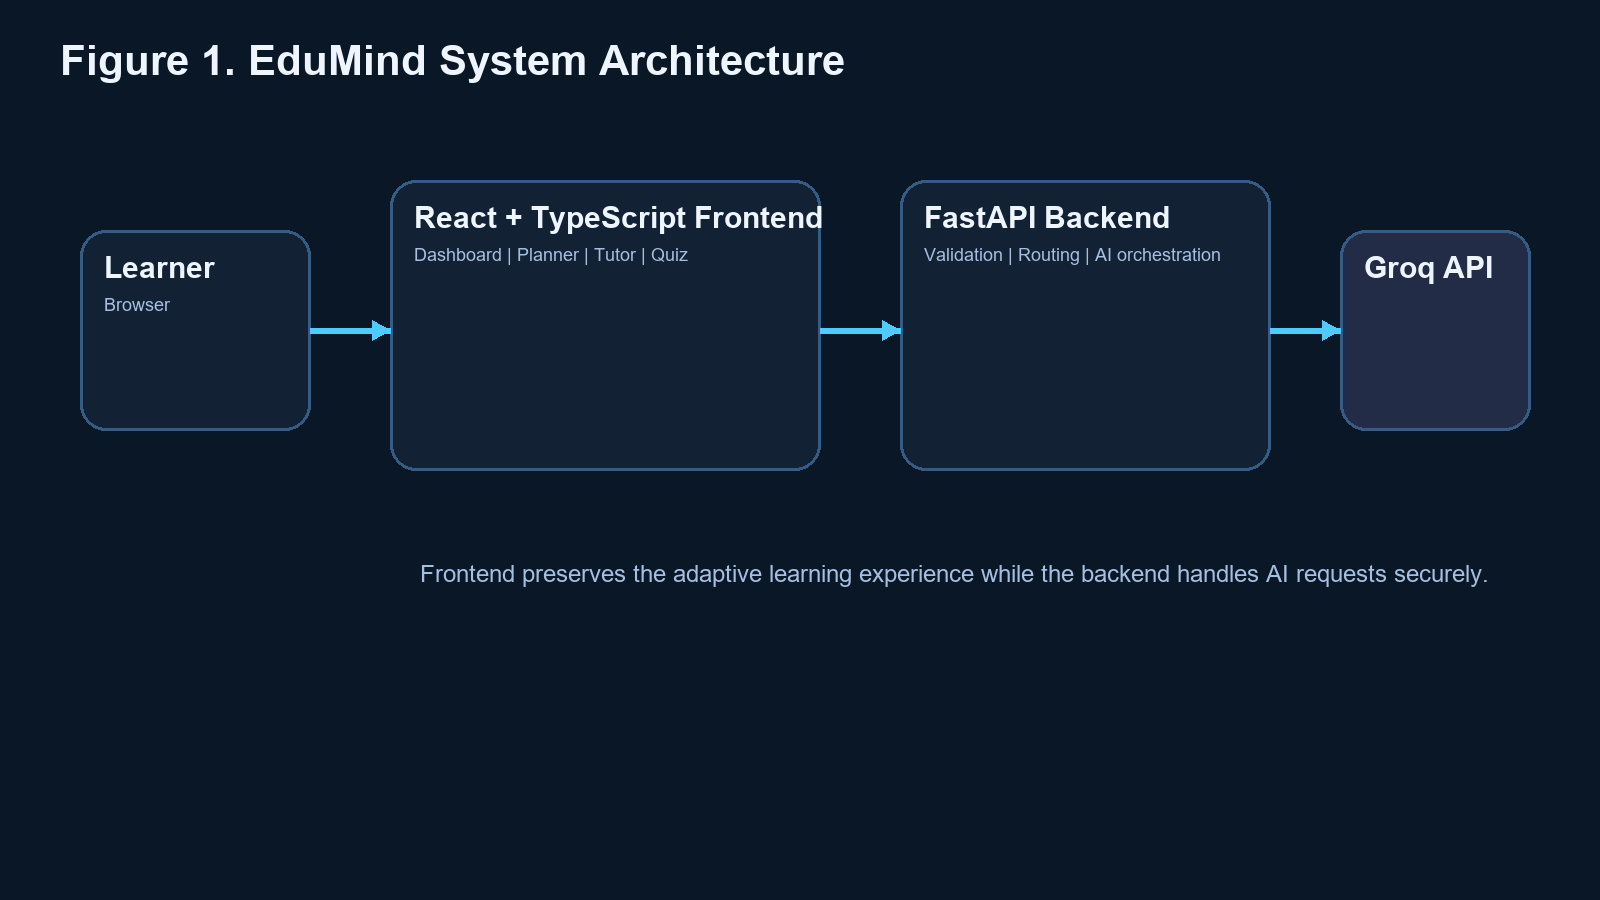 Figure 1. EduMind System Architecture
Learner
Browser
React + TypeScript Frontend
Dashboard | Planner | Tutor | Quiz
FastAPI Backend
Validation | Routing | AI orchestration
Groq API
Frontend preserves the adaptive learning experience while the backend handles AI requests securely.